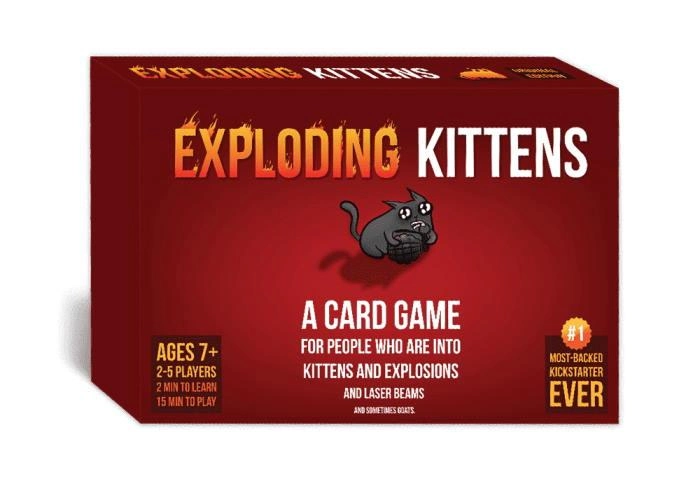 EXPLODING KITTENS
ORIGINAL
EDITION
EXPLODING KITTENS
A CARD GAME
FOR PEOPLE WHO ARE INTO
KITTENS AND EXPLOSIONS
AND LASER BEAMS
AND SOMETIMES GOATS.
AGES 7+
2-5 PLAYERS
2 MIN TO LEARN
15 MIN TO PLAY
#1
MOST-BACKED
KICKSTARTER
EVER